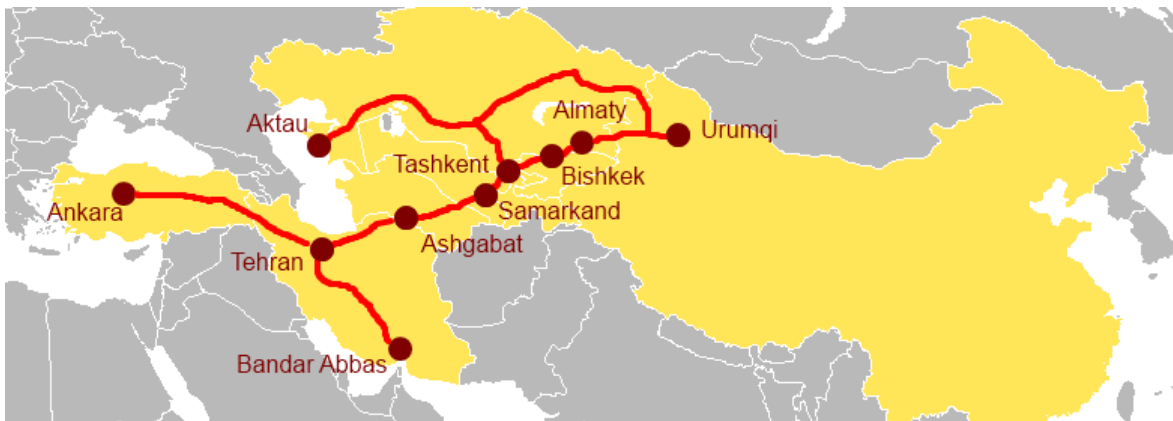 Almaty
Aktau
Urumqi
Tashkent
Bishkek
Ankara
Samarkand
Ashgabat
Tehran
Bandar Abbas